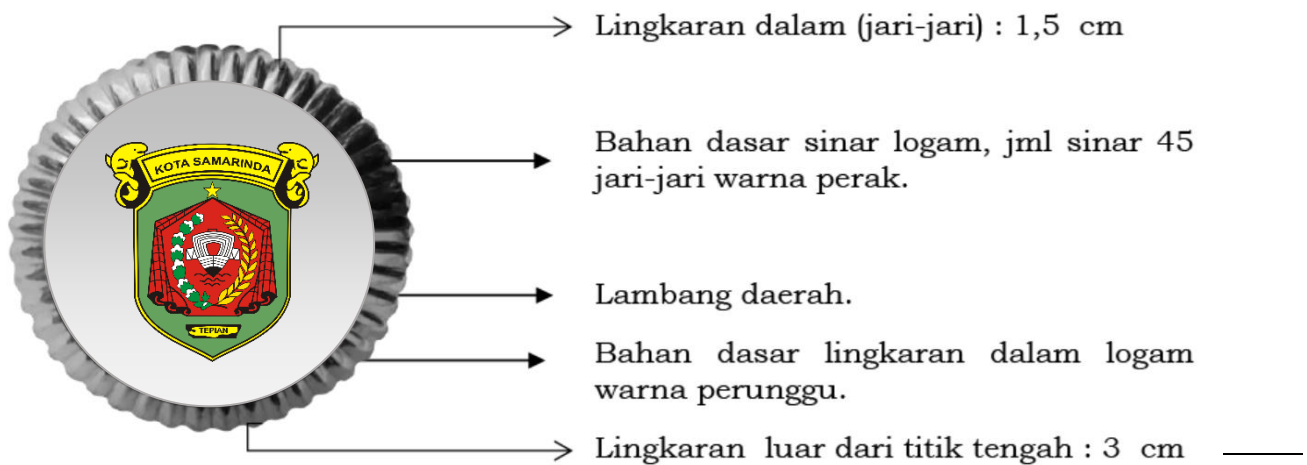 Lingkaran dalam (jari-jari) : 1,5 cm
Bahan dasar sinar logam, jml sinar 45
jari-jari warna perak.
KOTA SAMARINDA
Lambang daerah.
TEPIAN
Bahan dasar lingkaran dalam logam
warna perunggu.
Lingkaran luar dari titik tengah : 3 cm